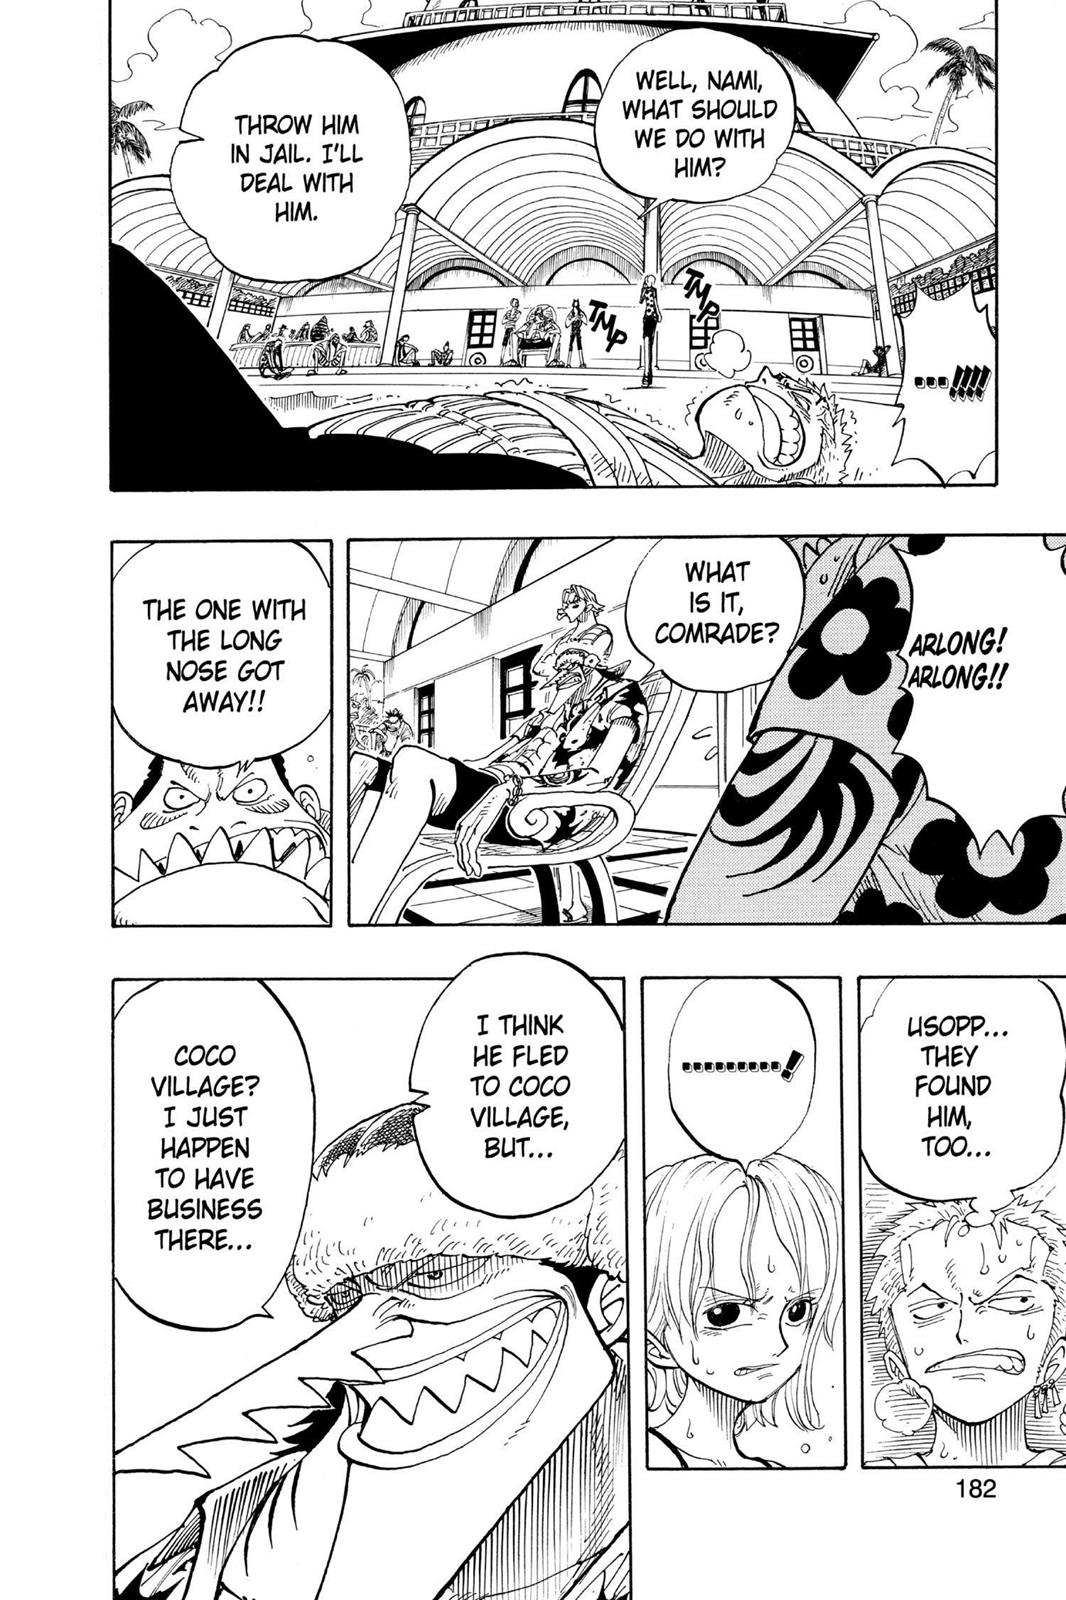 WELL, NAMI,
WHAT SHOULD
WE DO WITH
HIM?
THROW HIM
IN JAIL. I'LL
DEAL WITH
HIM.
TMP
TMP
...!!!!
ARLONG!
ARLONG!!
WHAT
IS IT,
COMRADE?
THE ONE WITH
THE LONG
NOSE GOT
AWAY!!
USOPP...
THEY
FOUND
HIM,
TOO...
..........!
I THINK
HE FLED
TO COCO
VILLAGE,
BUT...
COCO
VILLAGE?
I JUST
HAPPEN
TO HAVE
BUSINESS
THERE...
182